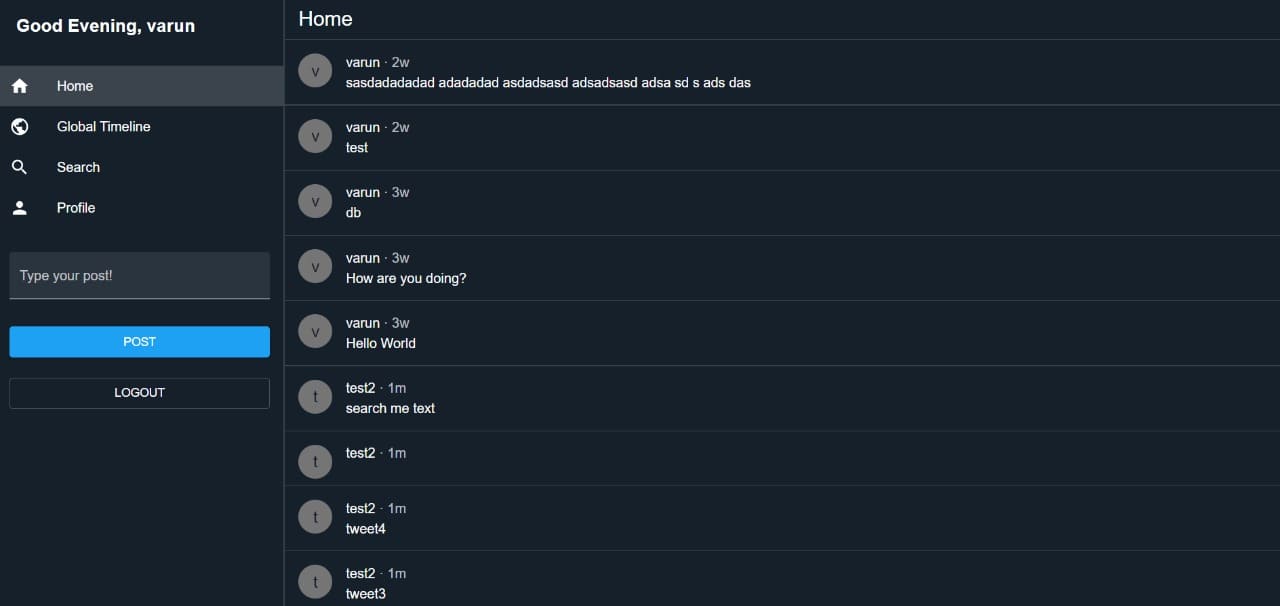 Good Evening, varun
Home
Global Timeline
Search
Profile
Type your post!
POST
LOGOUT
Home
v
varun · 2w
sasdadadadad adadadad asdadsasd adsadsasd adsa sd s ads das
v
varun · 2w
test
v
varun · 3w
db
v
varun · 3w
How are you doing?
v
varun · 3w
Hello World
t
test2 · 1m
search me text
t
test2 · 1m
t
test2 · 1m
tweet4
t
test2 · 1m
tweet3